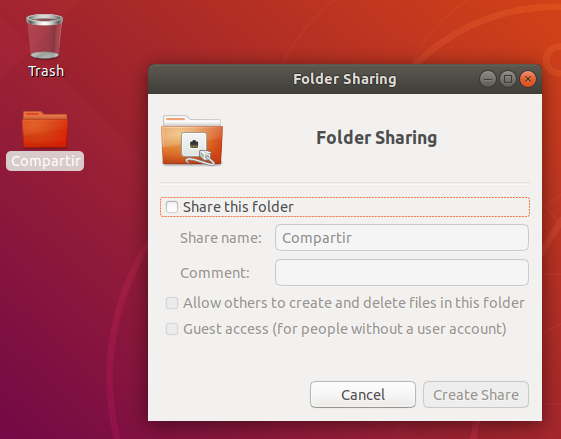 Trash
Compartir
Folder Sharing
Folder Sharing
Share this folder
Share name: Compartir
Comment:
Allow others to create and delete files in this folder
Guest access (for people without a user account)
Cancel Create Share